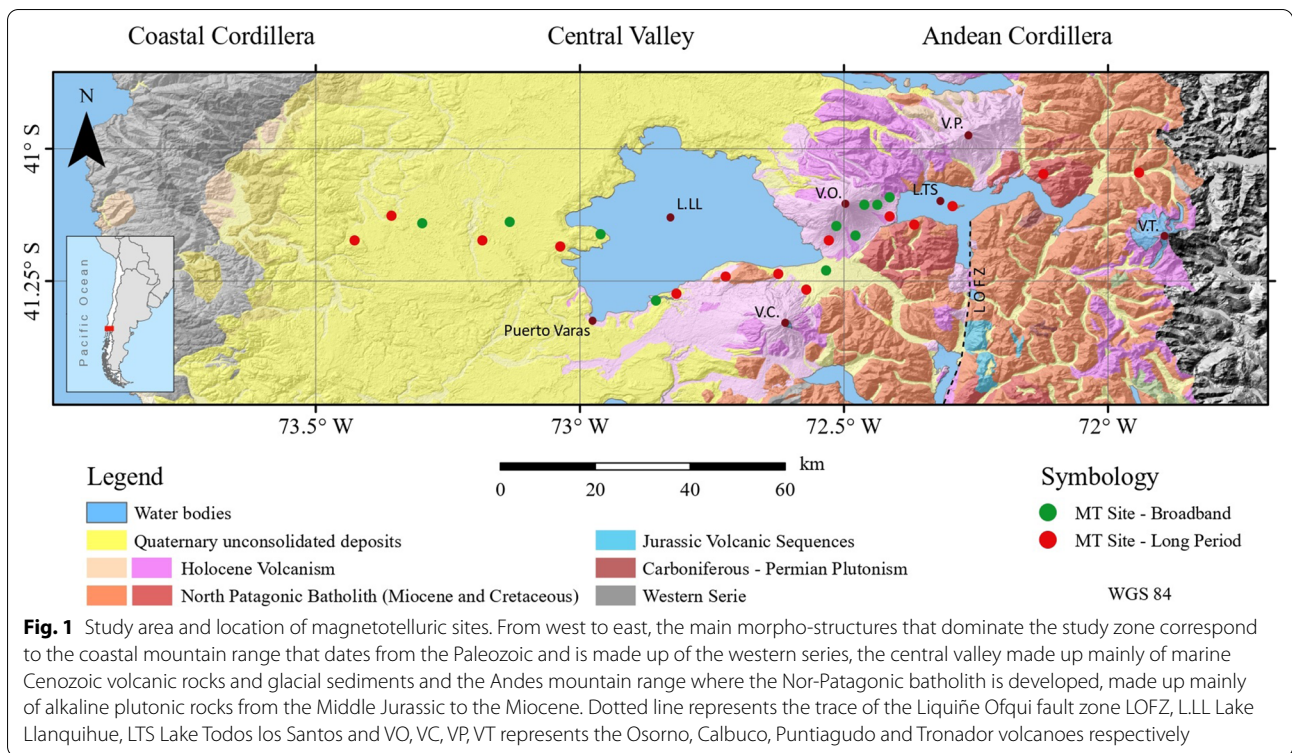 Coastal Cordillera Central Valley Andean Cordillera
N
V.P.
41° S
V.O. L.TS
L.LL
V.T.
41.25° S
LOFZ
V.C.
Puerto Varas
Pacific Ocean
73.5° W 73° W 72.5° W 72° W
km
0 20 40 60
Legend
Water bodies
Quaternary unconsolidated deposits
Holocene Volcanism
North Patagonic Batholith (Miocene and Cretaceous)
Jurassic Volcanic Sequences
Carboniferous - Permian Plutonism
Western Serie
Symbology
MT Site - Broadband
MT Site - Long Period
WGS 84
Fig. 1 Study area and location of magnetotelluric sites. From west to east, the main morpho-structures that dominate the study zone correspond
to the coastal mountain range that dates from the Paleozoic and is made up of the western series, the central valley made up mainly of marine
Cenozoic volcanic rocks and glacial sediments and the Andes mountain range where the Nor-Patagonic batholith is developed, made up mainly
of alkaline plutonic rocks from the Middle Jurassic to the Miocene. Dotted line represents the trace of the Liquiñe Ofqui fault zone LOFZ, L.LL Lake
Llanquihue, LTS Lake Todos los Santos and VO, VC, VP, VT represents the Osorno, Calbuco, Puntiagudo and Tronador volcanoes respectively